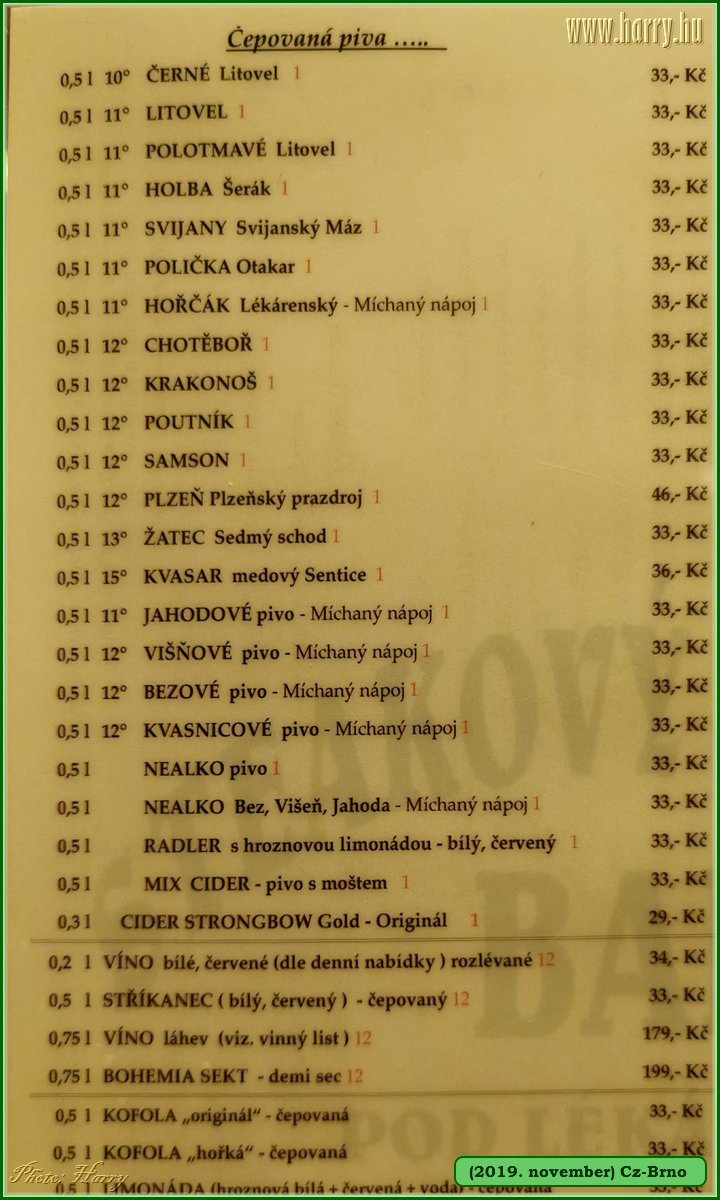 www.harry.hu
Čepovaná piva …..
0,5 l 10° ČERNÉ Litovel 1 33,- Kč
0,5 l 11° LITOVEL 1 33,- Kč
0,5 l 11° POLOTMAVÉ Litovel 1 33,- Kč
0,5 l 11° HOLBA Šerák 1 33,- Kč
0,5 l 11° SVIJANY Svijanský Máz 1 33,- Kč
0,5 l 11° POLIČKA Otakar 1 33,- Kč
0,5 l 11° HOŘČÁK Lékárenský - Míchaný nápoj 1 33,- Kč
0,5 l 12° CHOTĚBOŘ 1 33,- Kč
0,5 l 12° KRAKONOŠ 1 33,- Kč
0,5 l 12° POUTNÍK 1 33,- Kč
0,5 l 12° SAMSON 1 33,- Kč
0,5 l 12° PLZEŇ Plzeňský prazdroj 1 46,- Kč
0,5 l 13° ŽATEC Sedmý schod 1 33,- Kč
0,5 l 15° KVASAR medový Sentice 1 36,- Kč
0,5 l 11° JAHODOVÉ pivo - Míchaný nápoj 1 33,- Kč
0,5 l 12° VIŠŇOVÉ pivo - Míchaný nápoj 1 33,- Kč
0,5 l 12° BEZOVÉ pivo - Míchaný nápoj 1 33,- Kč
0,5 l 12° KVASNICOVÉ pivo - Míchaný nápoj 1 33,- Kč
0,5 l NEALKO pivo 1 33,- Kč
0,5 l NEALKO Bez, Višeň, Jahoda - Míchaný nápoj 1 33,- Kč
0,5 l RADLER s hroznovou limonádou - bílý, červený 1 33,- Kč
0,5 l MIX CIDER - pivo s moštem 1 33,- Kč
0,3 l CIDER STRONGBOW Gold - Originál 1 29,- Kč
0,2 l VÍNO bílé, červené (dle denní nabídky ) rozlévané 12 34,- Kč
0,5 l STŘÍKANEC ( bílý, červený ) - čepovaný 12 33,- Kč
0,75 l VÍNO láhev (viz. vinný list ) 12 179,- Kč
0,75 l BOHEMIA SEKT - demi sec 12 199,- Kč
0,5 l KOFOLA „originál“ - čepovaná 33,- Kč
0,5 l KOFOLA „hořká“ - čepovaná 33,- Kč
0,5 l LIMONÁDA (hroznová bílá + červená + voda) - čepovaná
Photo: Harry
(2019. november) Cz-Brno